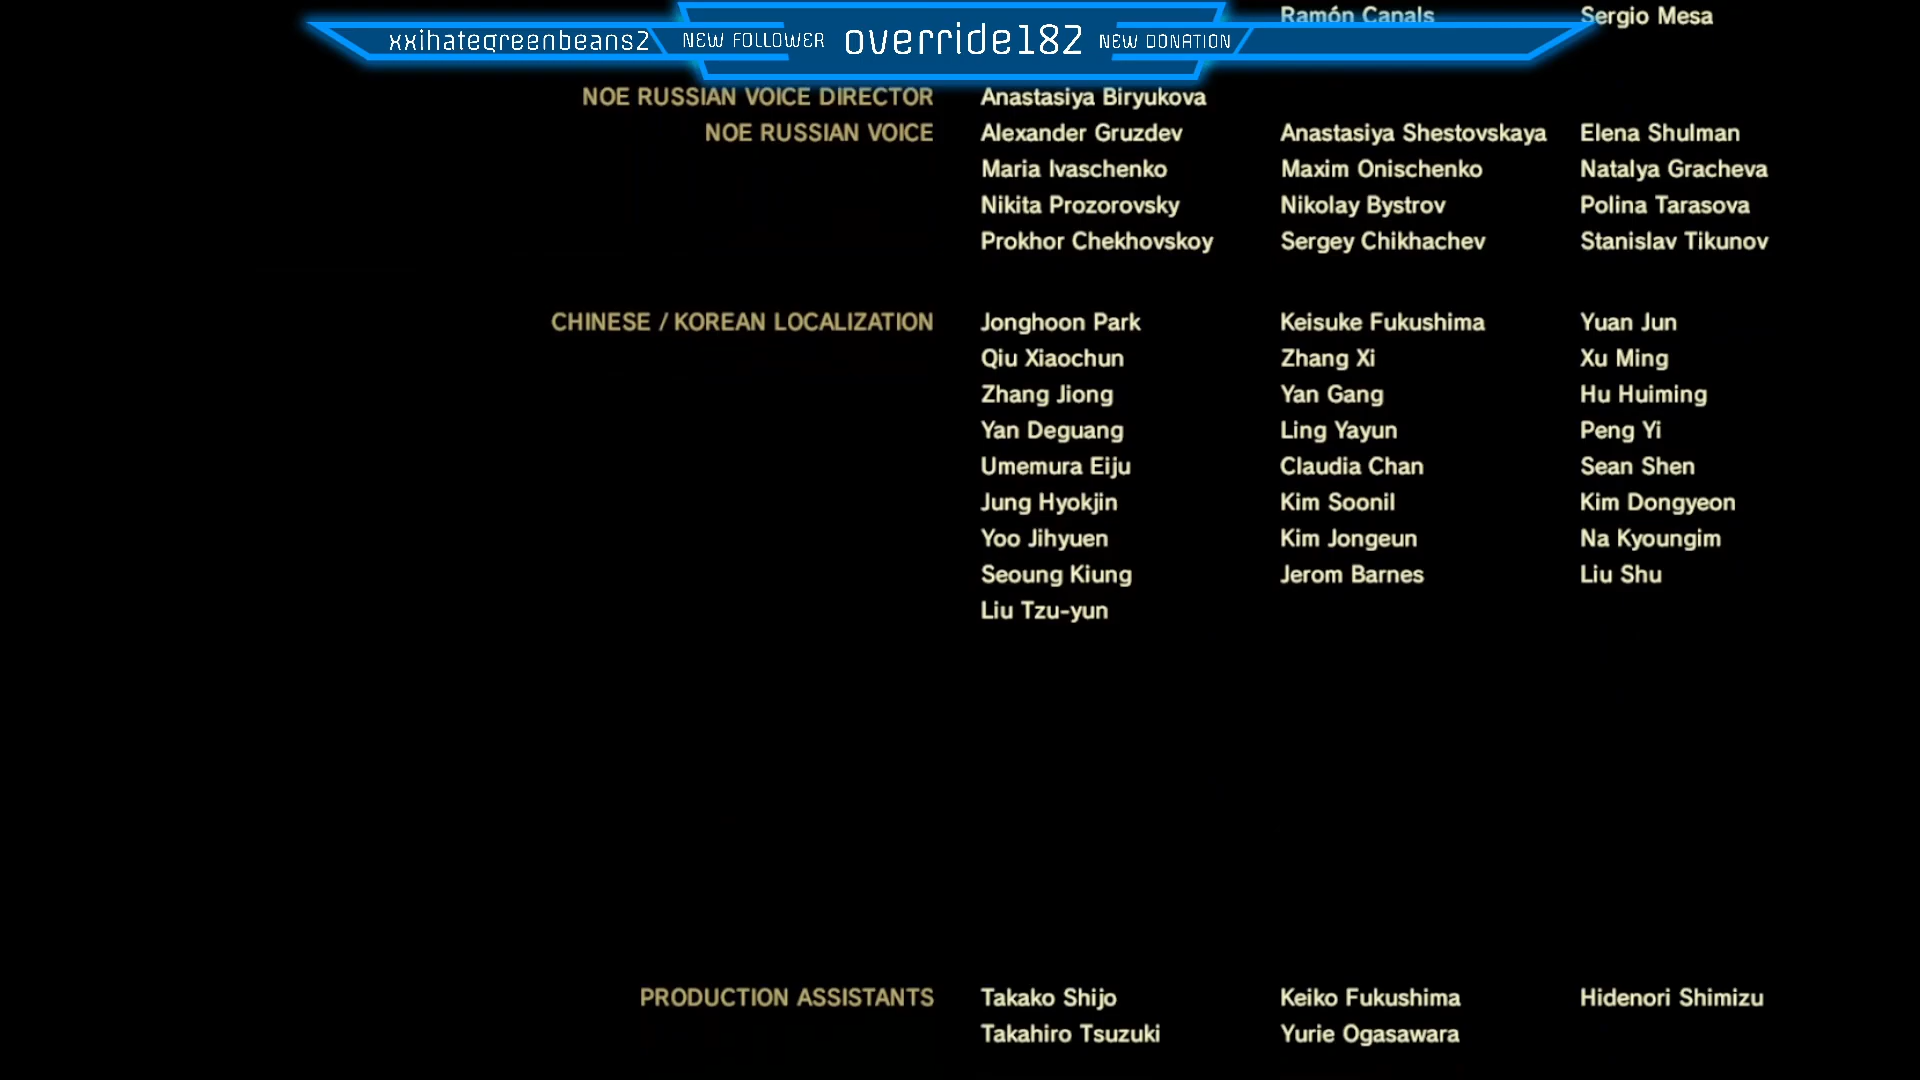 Ramón Canals Sergio Mesa
xxihategreenbeans2 NEW FOLLOWER override182 NEW DONATION
NOE RUSSIAN VOICE DIRECTOR Anastasiya Biryukova
NOE RUSSIAN VOICE Alexander Gruzdev Anastasiya Shestovskaya Elena Shulman
Maria Ivaschenko Maxim Onischenko Natalya Gracheva
Nikita Prozorovsky Nikolay Bystrov Polina Tarasova
Prokhor Chekhovskoy Sergey Chikhachev Stanislav Tikunov
CHINESE / KOREAN LOCALIZATION Jonghoon Park Keisuke Fukushima Yuan Jun
Qiu Xiaochun Zhang Xi Xu Ming
Zhang Jiong Yan Gang Hu Huiming
Yan Deguang Ling Yayun Peng Yi
Umemura Eiju Claudia Chan Sean Shen
Jung Hyokjin Kim Soonil Kim Dongyeon
Yoo Jihyuen Kim Jongeun Na Kyoungim
Seoung Kiung Jerom Barnes Liu Shu
Liu Tzu-yun
PRODUCTION ASSISTANTS Takako Shijo Keiko Fukushima Hidenori Shimizu
Takahiro Tsuzuki Yurie Ogasawara